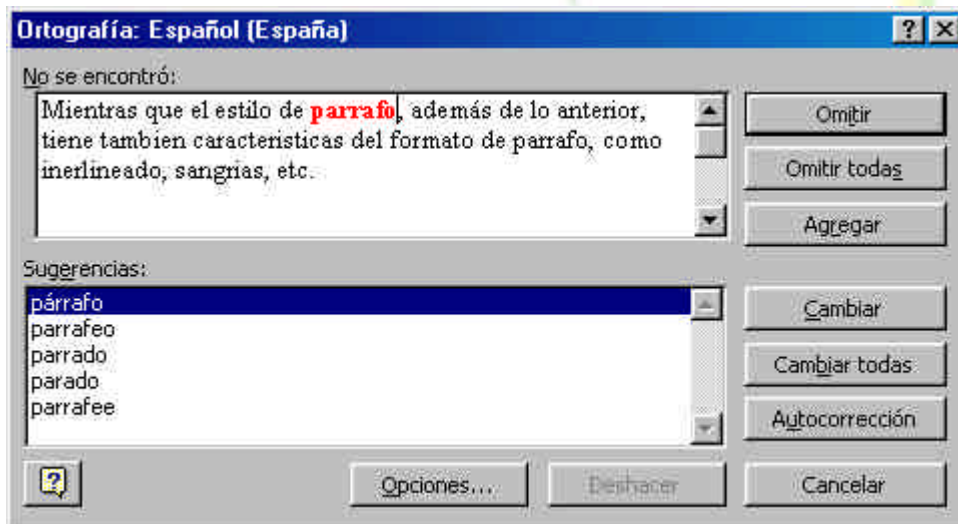 Ortografía: Español (España)
No se encontró:
Mientras que el estilo de parrafo, además de lo anterior,
tiene tambien caracteristicas del formato de parrafo, como
inerlineado, sangrias, etc.
Omitir
Omitir todas
Agregar
Sugerencias:
párrafo
parrafeo
parrado
parado
parrafee
Cambiar
Cambiar todas
Autocorrección
Opciones...
Deshacer
Cancelar